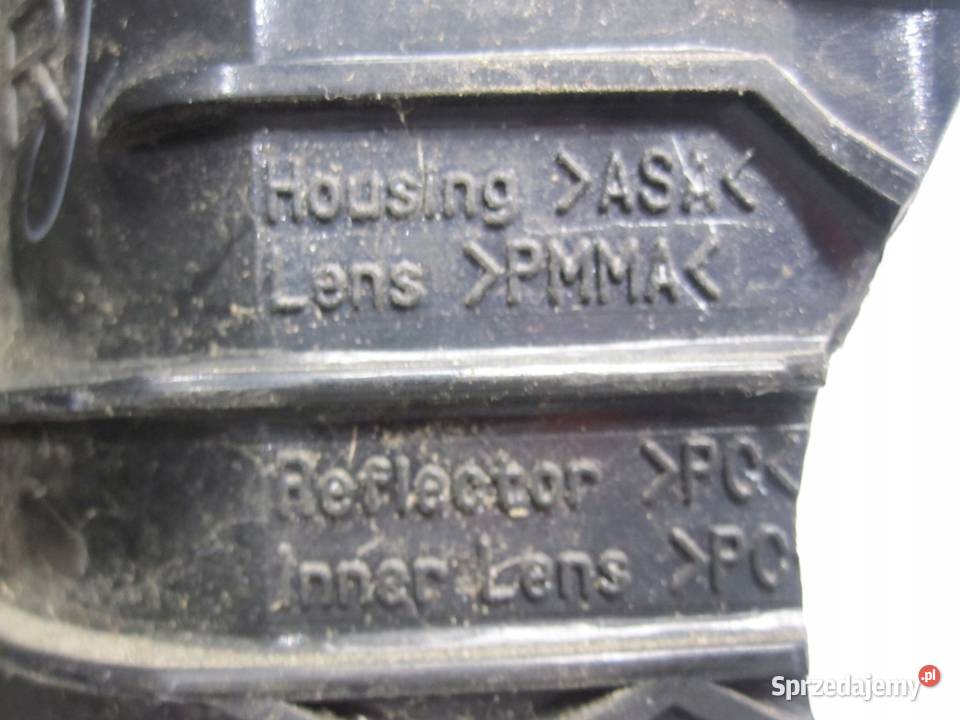 Housing >ASA<
Lens >PMMA<
Reflector >PC<
Inner Lens >PC
Sprzedajemy.pl